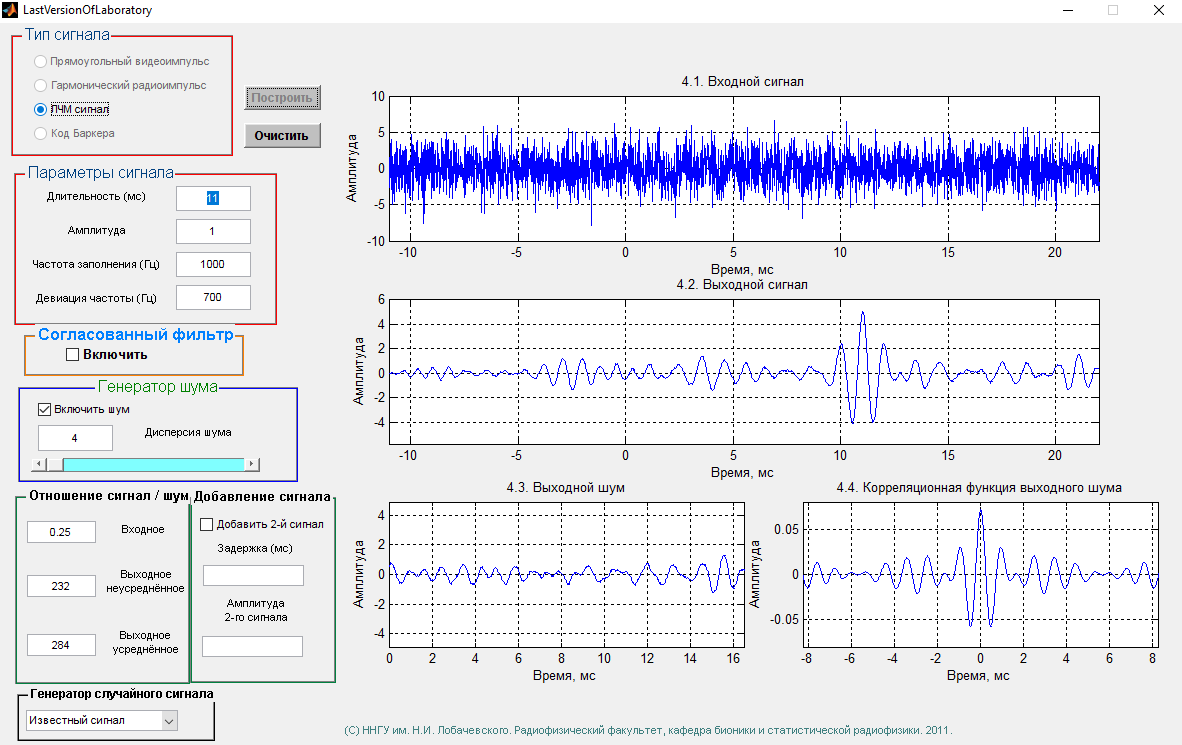 LastVersionOfLaboratory
Тип сигнала
Прямоугольный видеоимпульс
Гармонический радиоимпульс
ЛЧМ сигнал
Код Баркера
Построить
Очистить
Параметры сигнала
Длительность (мс)
11
Амплитуда
1
Частота заполнения (Гц)
1000
Девиация частоты (Гц)
700
Согласованный фильтр
Включить
Генератор шума
Включить шум
4
Дисперсия шума
Отношение сигнал / шум
0.25
Входное
232
Выходное
неусреднённое
284
Выходное
усреднённое
Добавление сигнала
Добавить 2-й сигнал
Задержка (мс)
Амплитуда
2-го сигнала
Генератор случайного сигнала
Известный сигнал
4.1. Входной сигнал
Амплитуда
10
5
0
-5
-10
-10 -5 0 5 10 15 20
Время, мс
4.2. Выходной сигнал
Амплитуда
6
4
2
0
-2
-4
-10 -5 0 5 10 15 20
Время, мс
4.3. Выходной шум
Амплитуда
4
2
0
-2
-4
0 2 4 6 8 10 12 14 16
Время, мс
4.4. Корреляционная функция выходного шума
Амплитуда
0.05
0
-0.05
-8 -6 -4 -2 0 2 4 6 8
Время, мс
(С) ННГУ им. Н.И. Лобачевского. Радиофизический факультет, кафедра бионики и статистической радиофизики. 2011.